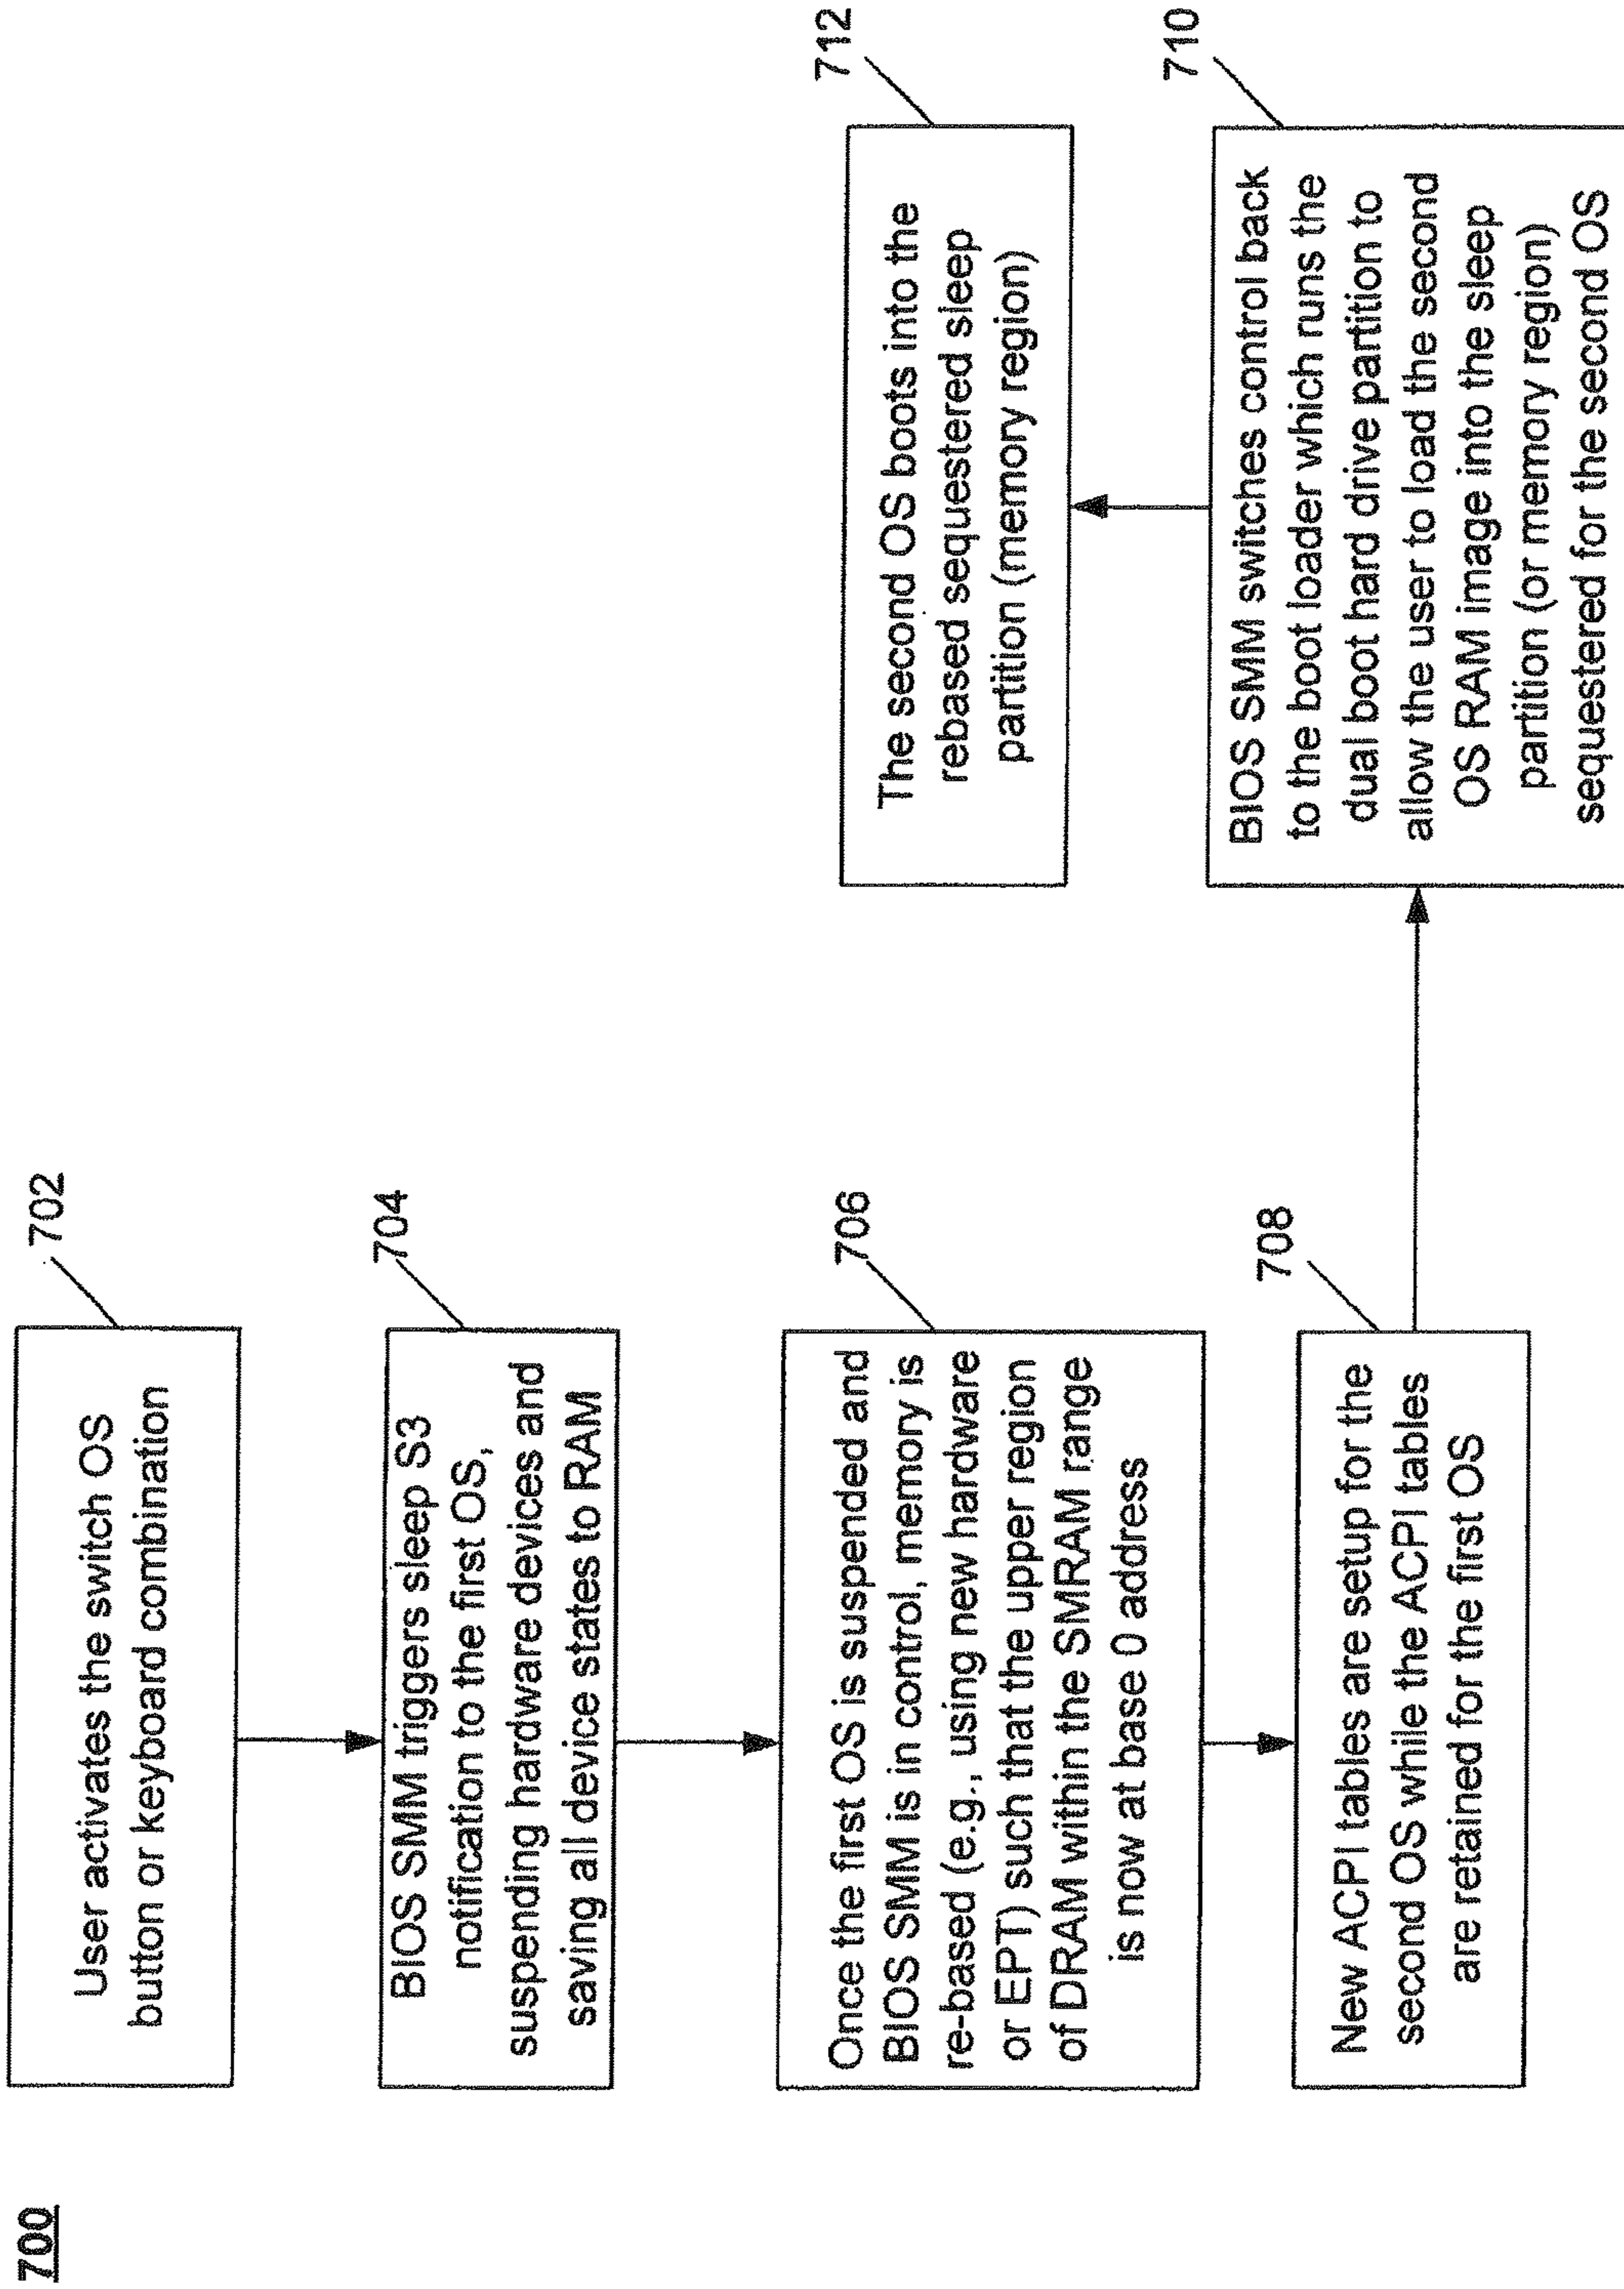 700
702
User activates the switch OS
button or keyboard combination
704
BIOS SMM triggers sleep S3
notification to the first OS,
suspending hardware devices and
saving all device states to RAM
706
Once the first OS is suspended and
BIOS SMM is in control, memory is
re-based (e.g., using new hardware
or EPT) such that the upper region
of DRAM within the SMRAM range
is now at base 0 address
708
New ACPI tables are setup for the
second OS while the ACPI tables
are retained for the first OS
710
BIOS SMM switches control back
to the boot loader which runs the
dual boot hard drive partition to
allow the user to load the second
OS RAM image into the sleep
partition (or memory region)
sequestered for the second OS
712
The second OS boots into the
rebased sequestered sleep
partition (memory region)